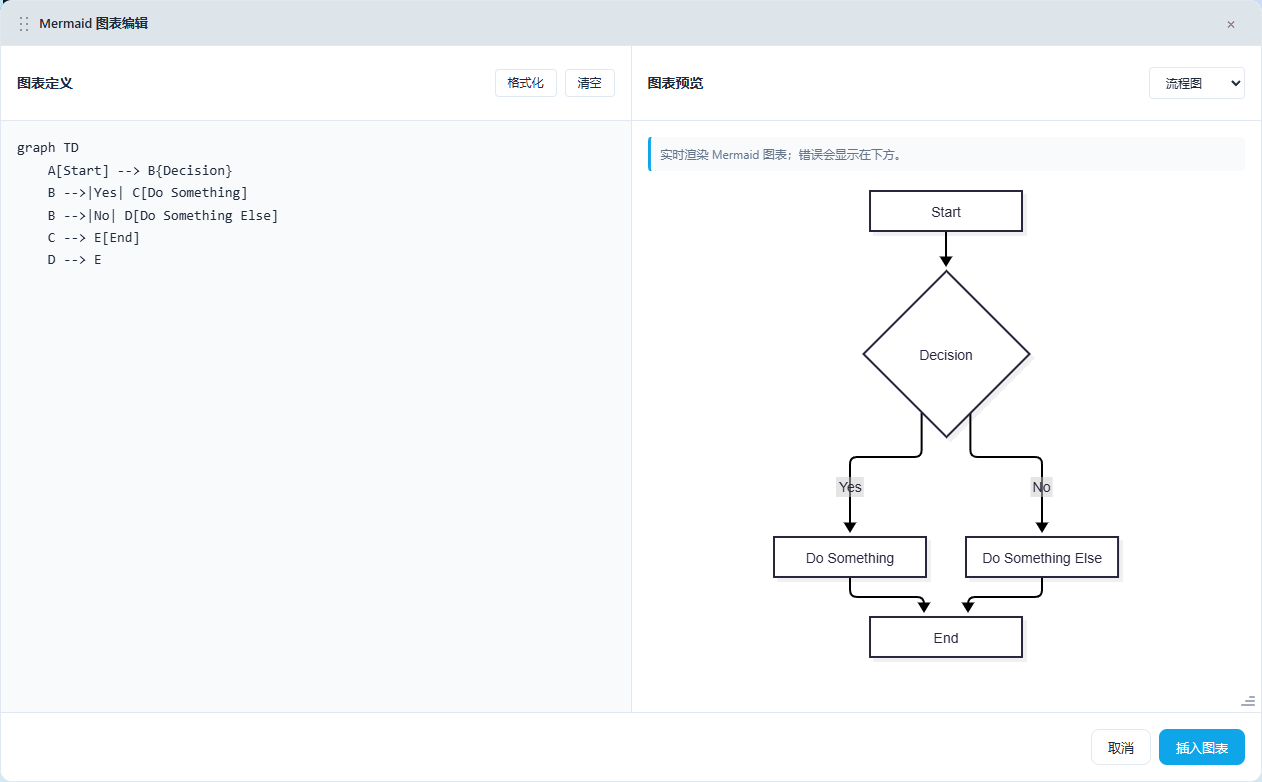 Mermaid 图表编辑
×
图表定义
格式化
清空
graph TD
    A[Start] --> B{Decision}
    B -->|Yes| C[Do Something]
    B -->|No| D[Do Something Else]
    C --> E[End]
    D --> E
图表预览
流程图
实时渲染 Mermaid 图表；错误会显示在下方。
Start
Decision
Yes
No
Do Something
Do Something Else
End
取消
插入图表